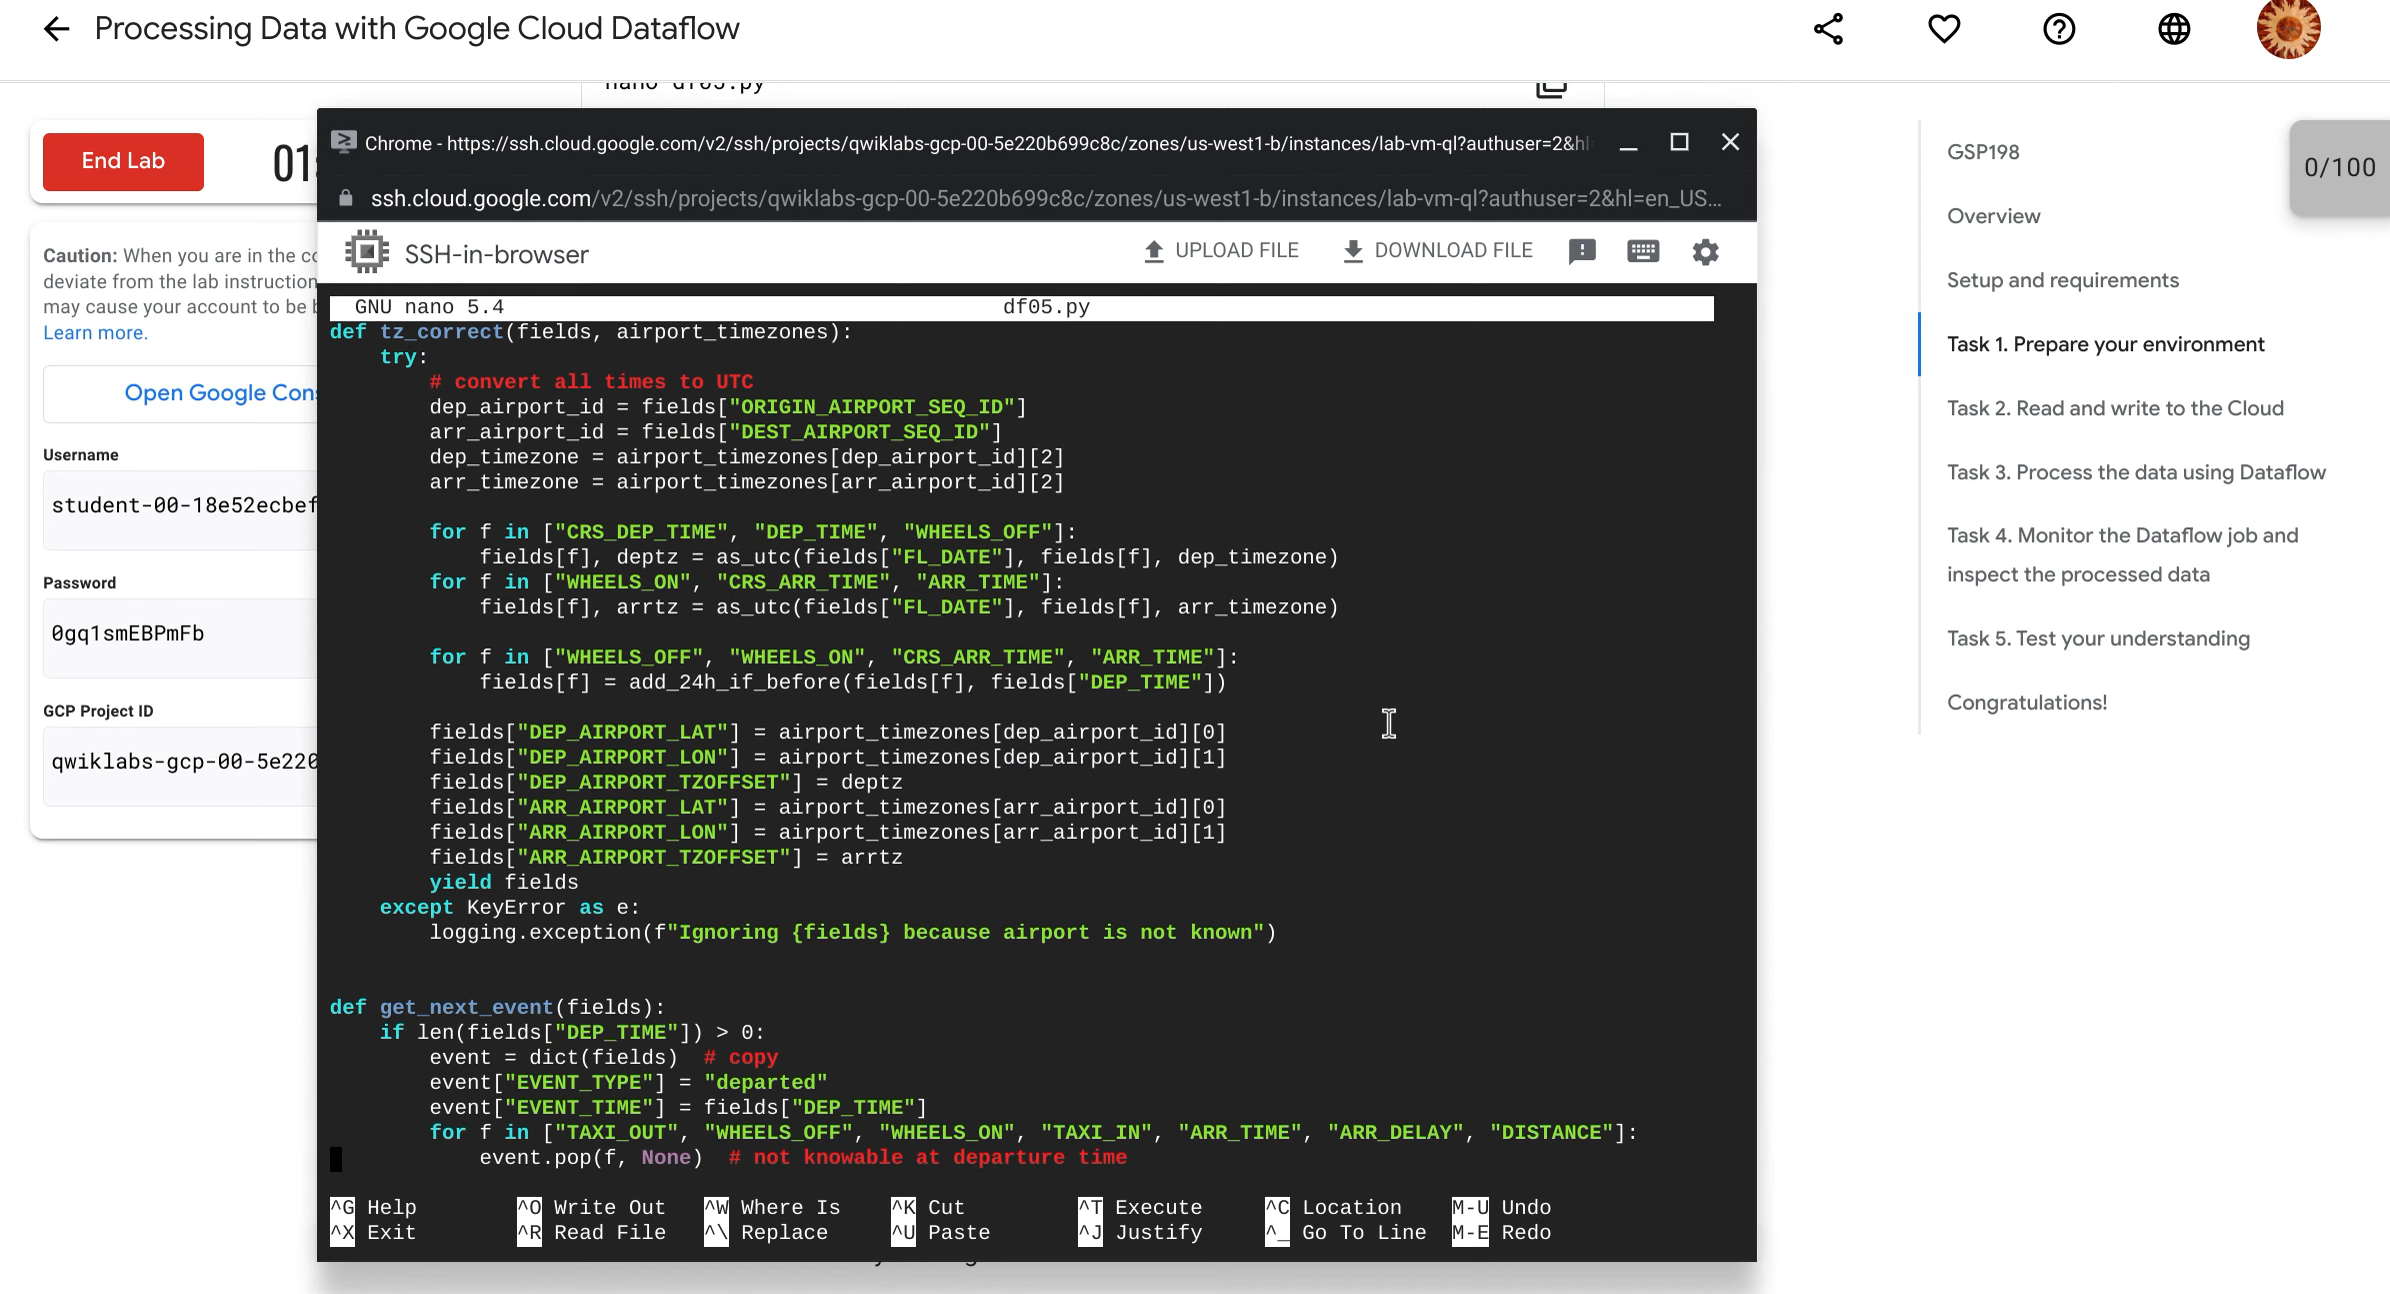 Processing Data with Google Cloud Dataflow
nano df05.py
End Lab
01:
Caution: When you are in the co
deviate from the lab instruction
may cause your account to be b
Learn more.
Open Google Cons
Username
student-00-18e52ecbef
Password
0gq1smEBPmFb
GCP Project ID
qwiklabs-gcp-00-5e220
Chrome - https://ssh.cloud.google.com/v2/ssh/projects/qwiklabs-gcp-00-5e220b699c8c/zones/us-west1-b/instances/lab-vm-ql?authuser=2&hl=
ssh.cloud.google.com/v2/ssh/projects/qwiklabs-gcp-00-5e220b699c8c/zones/us-west1-b/instances/lab-vm-ql?authuser=2&hl=en_US...
SSH-in-browser
UPLOAD FILE
DOWNLOAD FILE
GNU nano 5.4 df05.py
def tz_correct(fields, airport_timezones):
    try:
        # convert all times to UTC
        dep_airport_id = fields["ORIGIN_AIRPORT_SEQ_ID"]
        arr_airport_id = fields["DEST_AIRPORT_SEQ_ID"]
        dep_timezone = airport_timezones[dep_airport_id][2]
        arr_timezone = airport_timezones[arr_airport_id][2]
        for f in ["CRS_DEP_TIME", "DEP_TIME", "WHEELS_OFF"]:
            fields[f], deptz = as_utc(fields["FL_DATE"], fields[f], dep_timezone)
        for f in ["WHEELS_ON", "CRS_ARR_TIME", "ARR_TIME"]:
            fields[f], arrtz = as_utc(fields["FL_DATE"], fields[f], arr_timezone)
        for f in ["WHEELS_OFF", "WHEELS_ON", "CRS_ARR_TIME", "ARR_TIME"]:
            fields[f] = add_24h_if_before(fields[f], fields["DEP_TIME"])
        fields["DEP_AIRPORT_LAT"] = airport_timezones[dep_airport_id][0]
        fields["DEP_AIRPORT_LON"] = airport_timezones[dep_airport_id][1]
        fields["DEP_AIRPORT_TZOFFSET"] = deptz
        fields["ARR_AIRPORT_LAT"] = airport_timezones[arr_airport_id][0]
        fields["ARR_AIRPORT_LON"] = airport_timezones[arr_airport_id][1]
        fields["ARR_AIRPORT_TZOFFSET"] = arrtz
        yield fields
    except KeyError as e:
        logging.exception(f"Ignoring {fields} because airport is not known")
def get_next_event(fields):
    if len(fields["DEP_TIME"]) > 0:
        event = dict(fields)  # copy
        event["EVENT_TYPE"] = "departed"
        event["EVENT_TIME"] = fields["DEP_TIME"]
        for f in ["TAXI_OUT", "WHEELS_OFF", "WHEELS_ON", "TAXI_IN", "ARR_TIME", "ARR_DELAY", "DISTANCE"]:
            event.pop(f, None)  # not knowable at departure time
^G Help ^O Write Out ^W Where Is ^K Cut ^T Execute ^C Location M-U Undo
^X Exit ^R Read File ^\ Replace ^U Paste ^J Justify ^_ Go To Line M-E Redo
GSP198
Overview
Setup and requirements
Task 1. Prepare your environment
Task 2. Read and write to the Cloud
Task 3. Process the data using Dataflow
Task 4. Monitor the Dataflow job and
inspect the processed data
Task 5. Test your understanding
Congratulations!
0/100